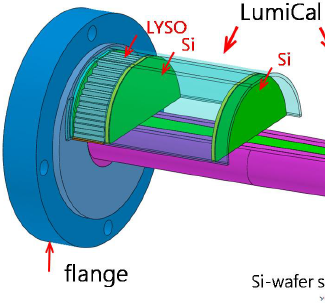 LumiCal
LYSO
Si
Si
flange
Si-wafer s